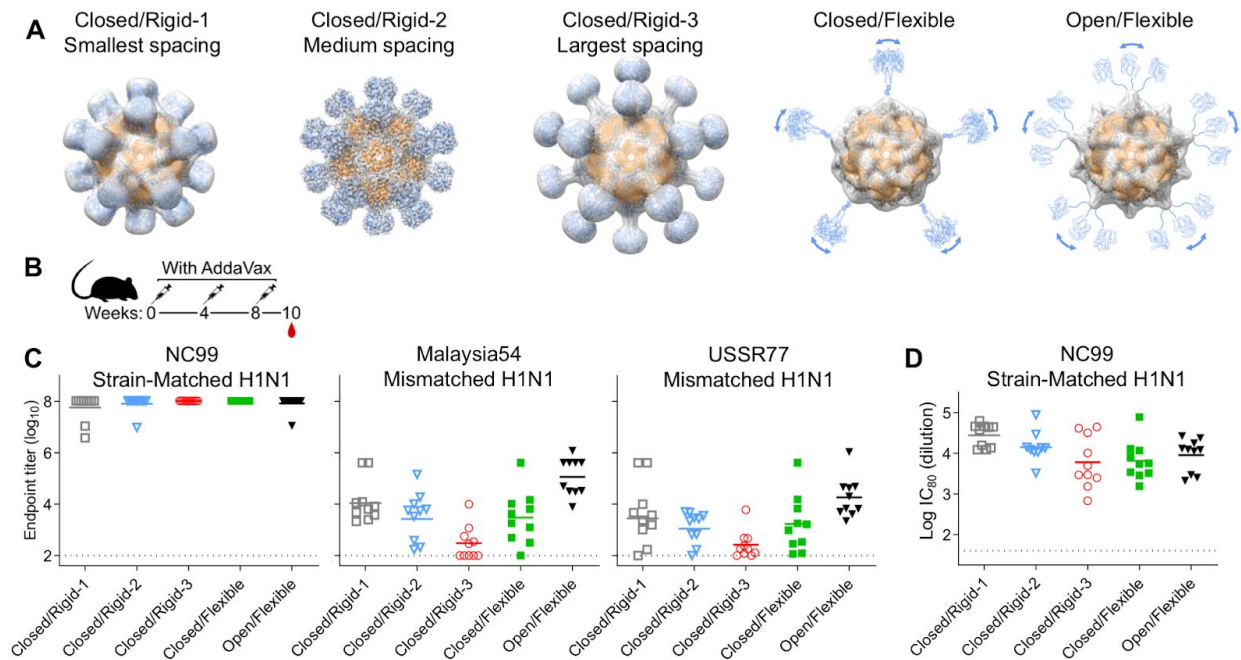 A
Closed/Rigid-1
Smallest spacing
Closed/Rigid-2
Medium spacing
Closed/Rigid-3
Largest spacing
Closed/Flexible
Open/Flexible
B
With AddaVax
Weeks: 0 4 8 10
C
NC99
Strain-Matched H1N1
Malaysia54
Mismatched H1N1
USSR77
Mismatched H1N1
Endpoint titer (log10)
8
6
4
2
Closed/Rigid-1
Closed/Rigid-2
Closed/Rigid-3
Closed/Flexible
Open/Flexible
Closed/Rigid-1
Closed/Rigid-2
Closed/Rigid-3
Closed/Flexible
Open/Flexible
Closed/Rigid-1
Closed/Rigid-2
Closed/Rigid-3
Closed/Flexible
Open/Flexible
D
NC99
Strain-Matched H1N1
Log IC80 (dilution)
5
4
3
2
Closed/Rigid-1
Closed/Rigid-2
Closed/Rigid-3
Closed/Flexible
Open/Flexible